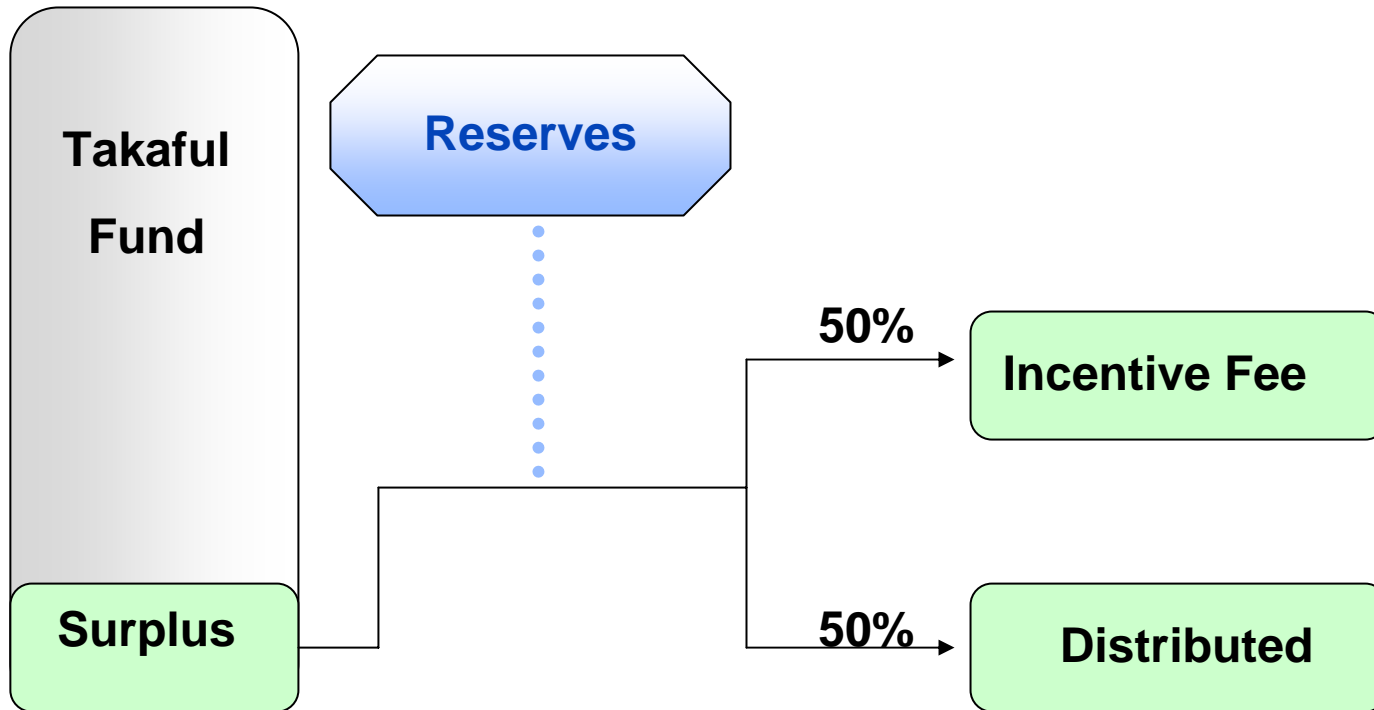 Takaful
Fund
Reserves
50%
Incentive Fee
Surplus
50%
Distributed